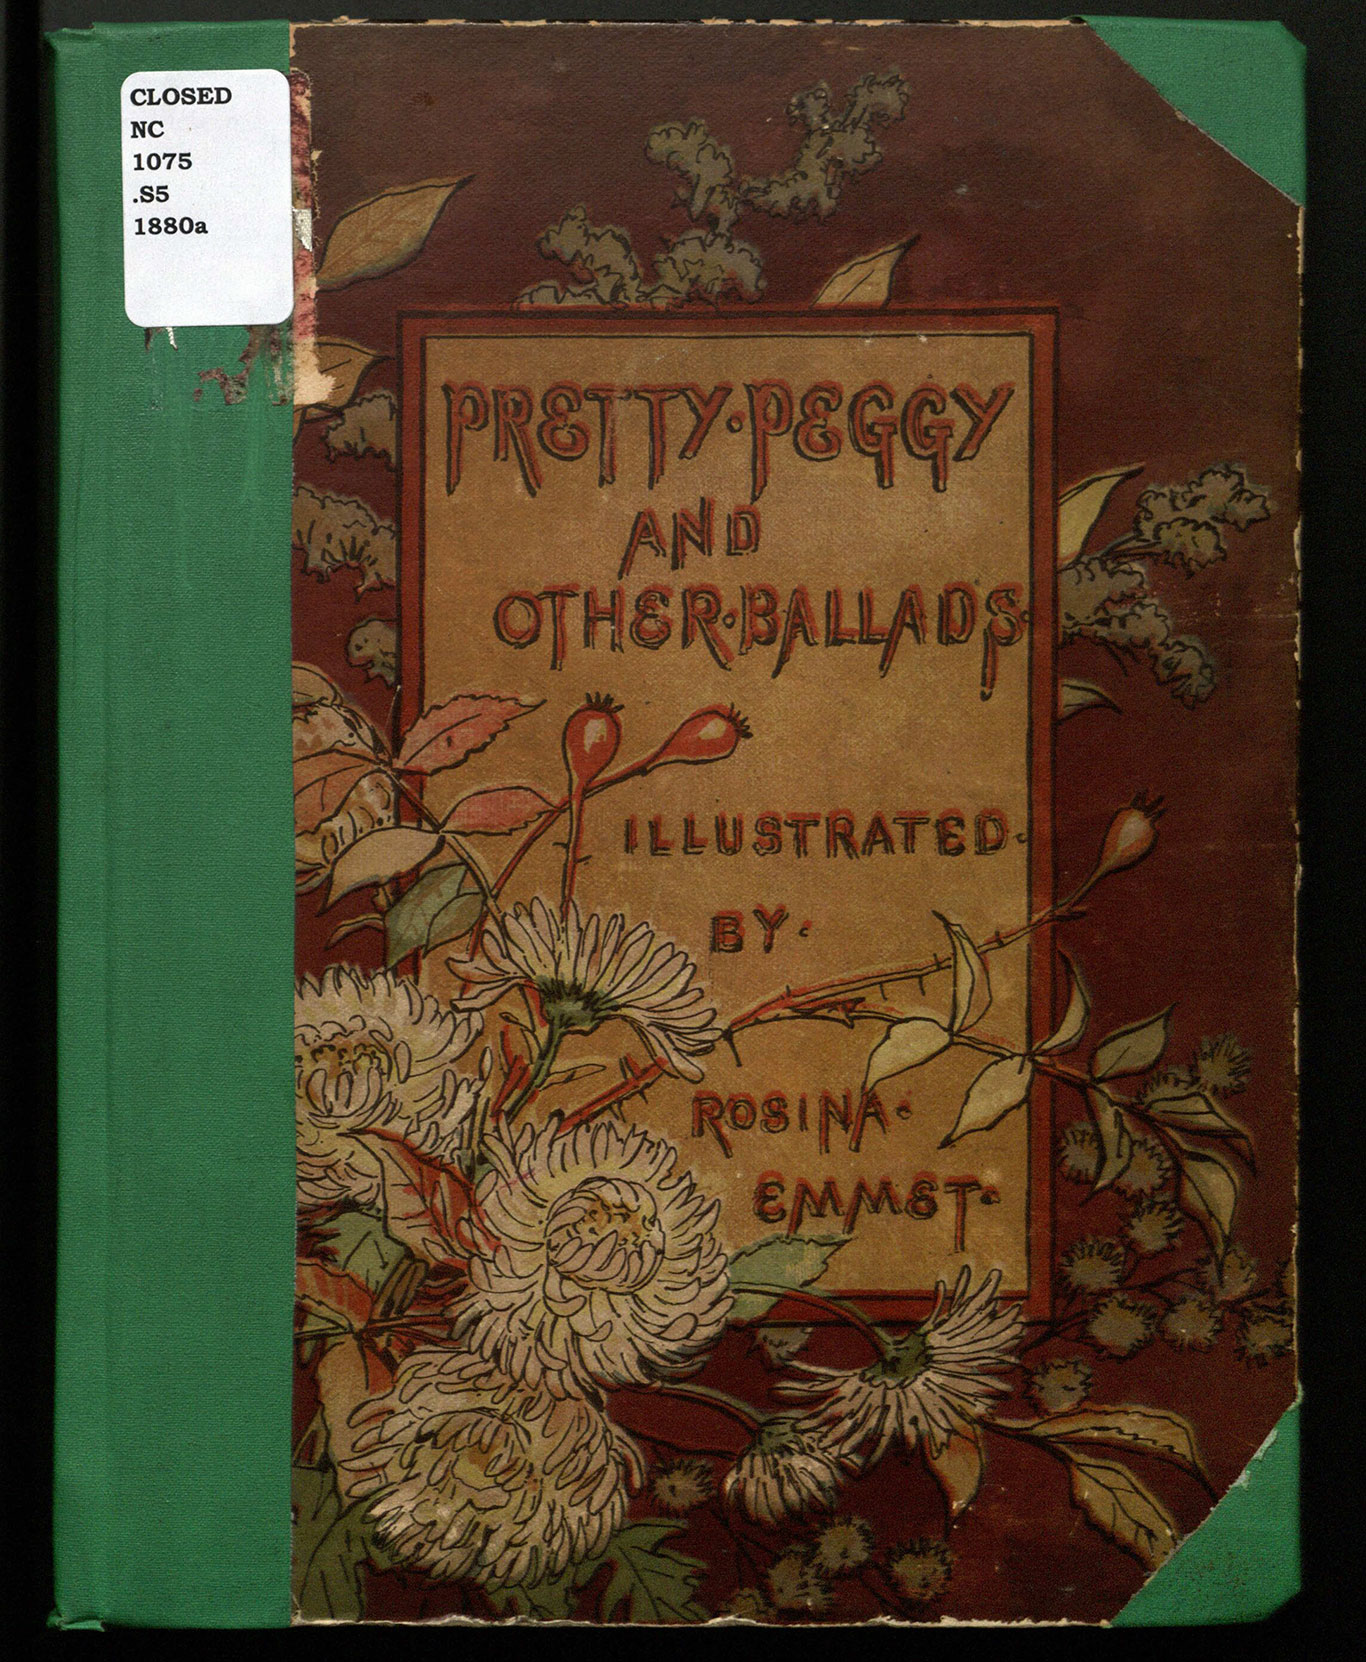 CLOSED
NC
1075
.S5
1880a
PRETTY·PEGGY
AND
OTHER·BALLADS·
ILLUSTRATED·
BY·
ROSINA·
EMMET·